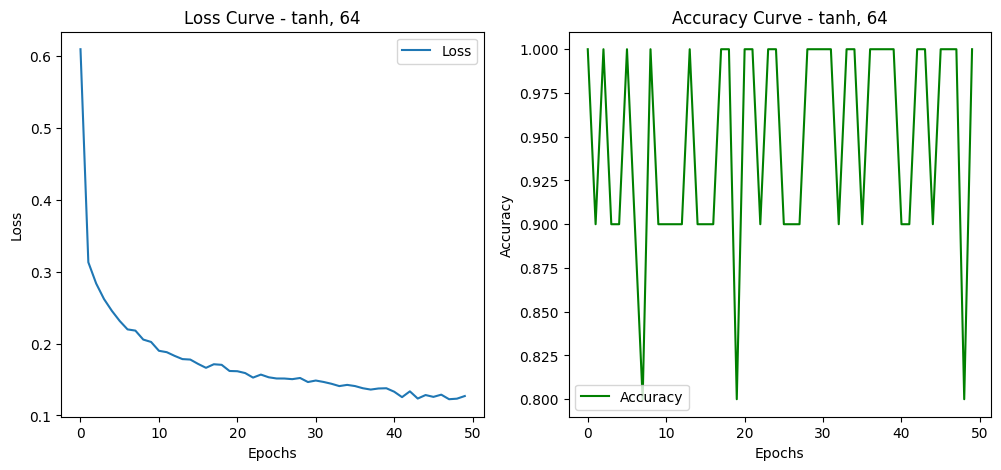 Loss Curve - tanh, 64
Loss
0.6
0.5
0.4
0.3
0.2
0.1
Loss
0 10 20 30 40 50
Epochs
Accuracy Curve - tanh, 64
1.000
0.975
0.950
0.925
0.900
0.875
0.850
0.825
0.800
Accuracy
Accuracy
0 10 20 30 40 50
Epochs